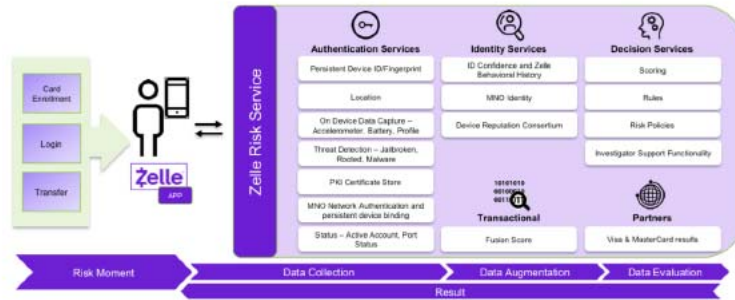 Card
Enrollment
Login
Transfer
Zelle
APP
Zelle Risk Service
Authentication Services
Persistent Device ID/Fingerprint
Location
On Device Data Capture –
Accelerometer, Battery, Profile
Threat Detection – Jailbroken,
Rooted, Malware
PKI Certificate Store
MNO Network Authentication and
persistent device binding
Status – Active Account, Port
Status
Identity Services
ID Confidence and Zelle
Behavioral History
MNO Identity
Device Reputation Consortium
10101010
Transactional
Fusion Score
Decision Services
Scoring
Rules
Risk Policies
Investigator Support Functionality
Partners
Visa & MasterCard results
Risk Moment
Data Collection
Data Augmentation
Data Evaluation
Result